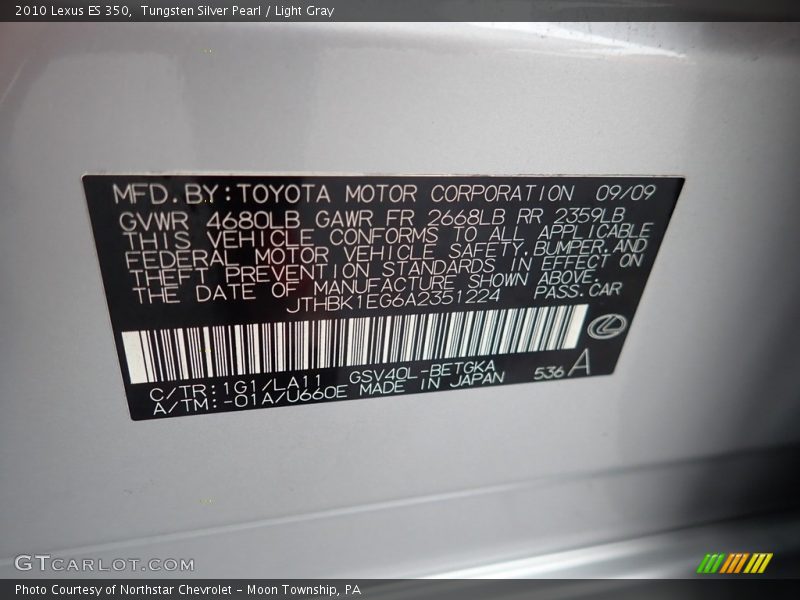 2010 Lexus ES 350, Tungsten Silver Pearl / Light Gray
MFD.BY:TOYOTA MOTOR CORPORATION 09/09
GVWR 4680LB GAWR FR 2668LB RR 2359LB
THIS VEHICLE CONFORMS TO ALL APPLICABLE
FEDERAL MOTOR VEHICLE SAFETY,BUMPER,AND
THEFT PREVENTION STANDARDS IN EFFECT ON
THE DATE OF MANUFACTURE SHOWN ABOVE.
JTHBK1EG6A2351224 PASS.CAR
C/TR:1G1/LA11 GSV40L-BETGKA
A/TM:-01A/U660E MADE IN JAPAN 536 A
GTCARLOT.COM
Photo Courtesy of Northstar Chevrolet - Moon Township, PA